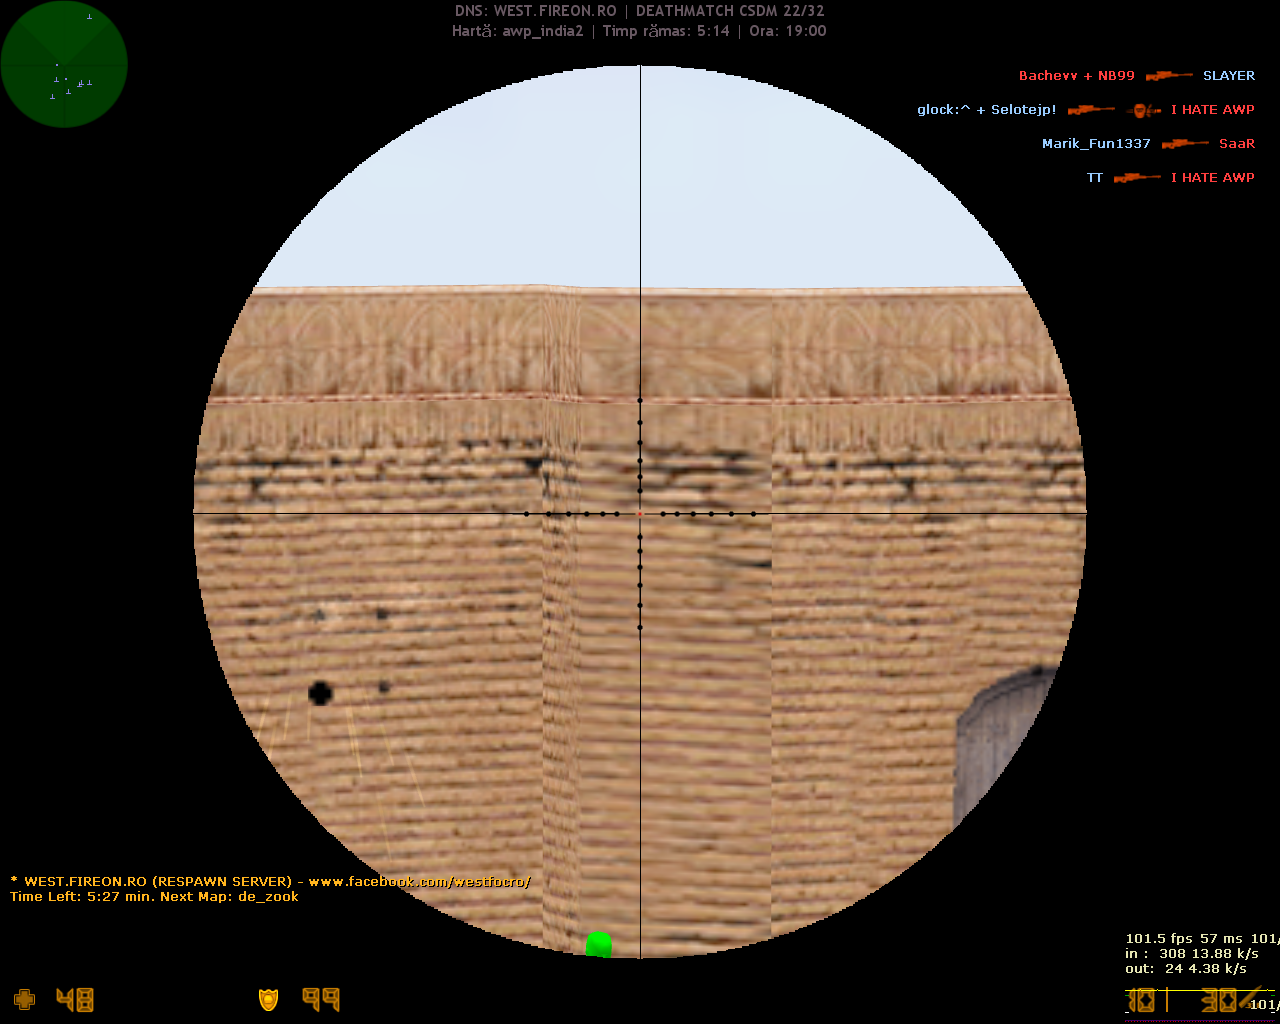 DNS: WEST.FIREON.RO | DEATHMATCH CSDM 22/32
Hartă: awp_india2 | Timp rămas: 5:14 | Ora: 19:00
Bachevv + NB99 SLAYER
glock:^ + Selotejp! I HATE AWP
Marik_Fun1337 SaaR
TT I HATE AWP
* WEST.FIREON.RO (RESPAWN SERVER) - www.facebook.com/westfocro/
Time Left: 5:27 min. Next Map: de_zook
101.5 fps 57 ms 101/
in : 308 13.88 k/s
out: 24 4.38 k/s
48 99 10 | 30 101/